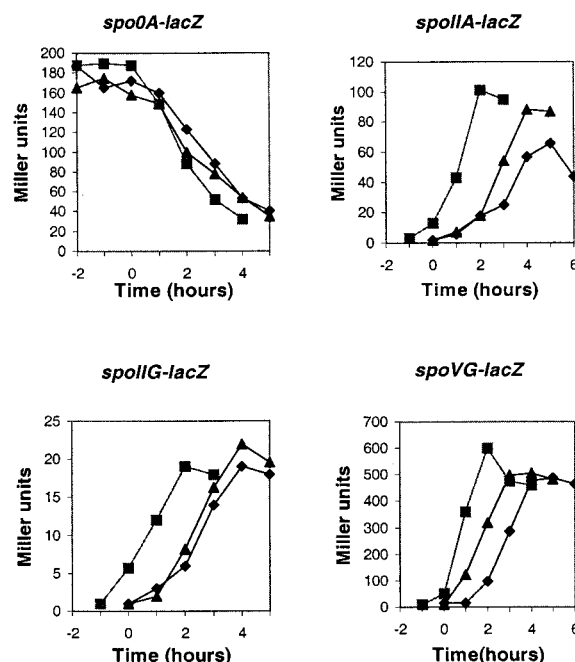 spo0A-lacZ
Miller units
200
180
160
140
120
100
80
60
40
20
0
-2 0 2 4
Time (hours)
spoIIA-lacZ
Miller units
120
100
80
60
40
20
0
-2 0 2 4 6
Time (hours)
spoIIG-lacZ
Miller units
25
20
15
10
5
0
-2 0 2 4
Time (hours)
spoVG-lacZ
Miller units
700
600
500
400
300
200
100
0
-2 0 2 4 6
Time(hours)